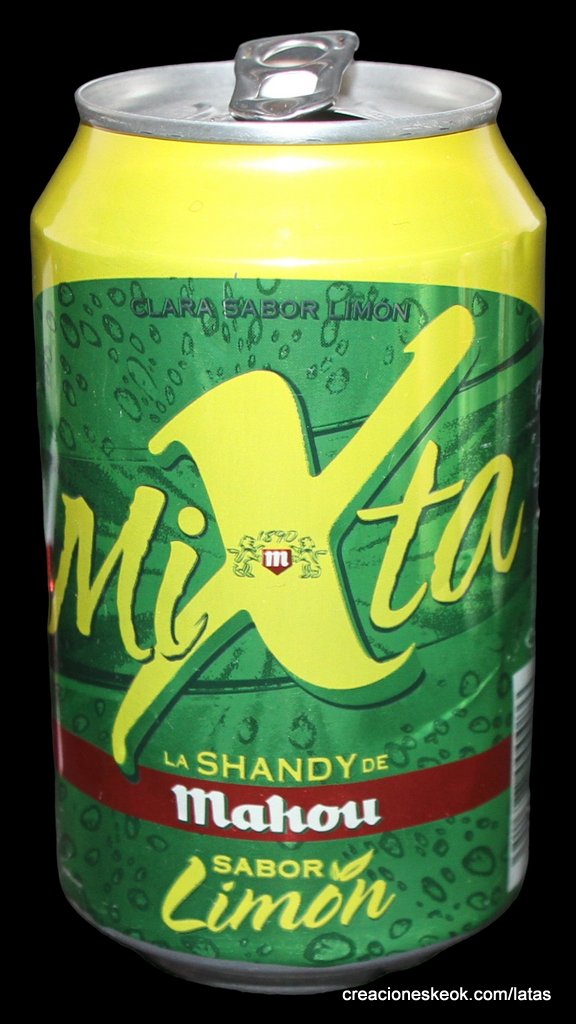 CLARA SABOR LIMÓN
MiXta
1890
m
LA SHANDY DE
Mahou
SABOR
Limón
creacioneskeok.com/latas